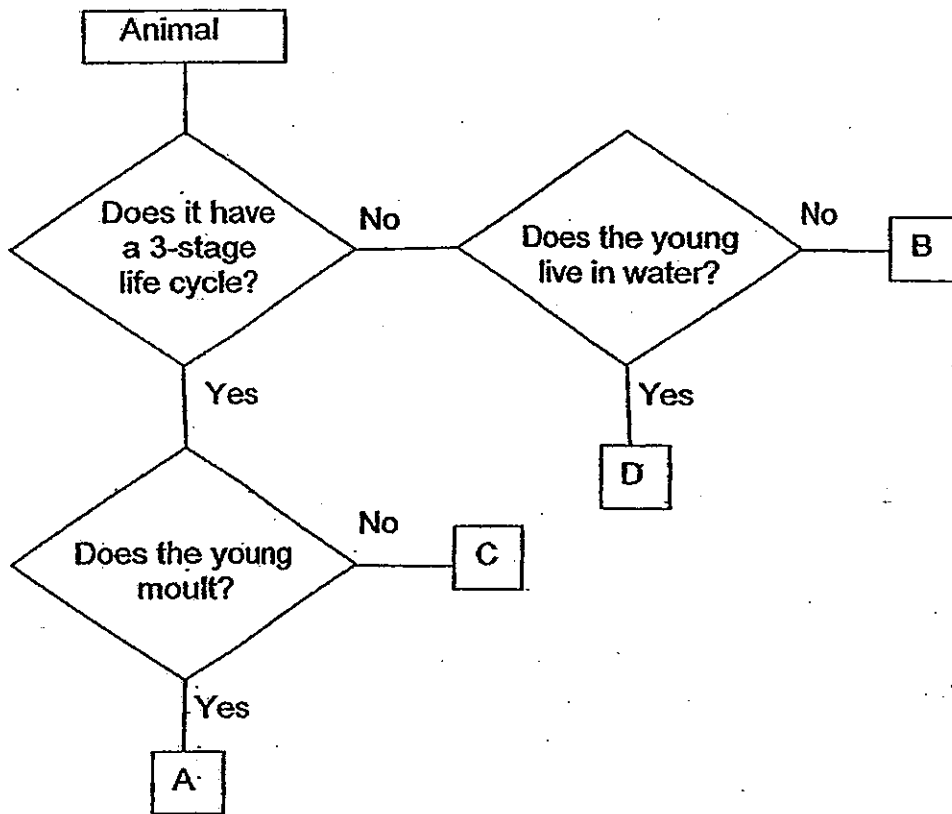 Animal
Does it have
a 3-stage
life cycle?
No
Does the young
live in water?
No
B
Yes
Yes
D
Does the young
moult?
No
C
Yes
A